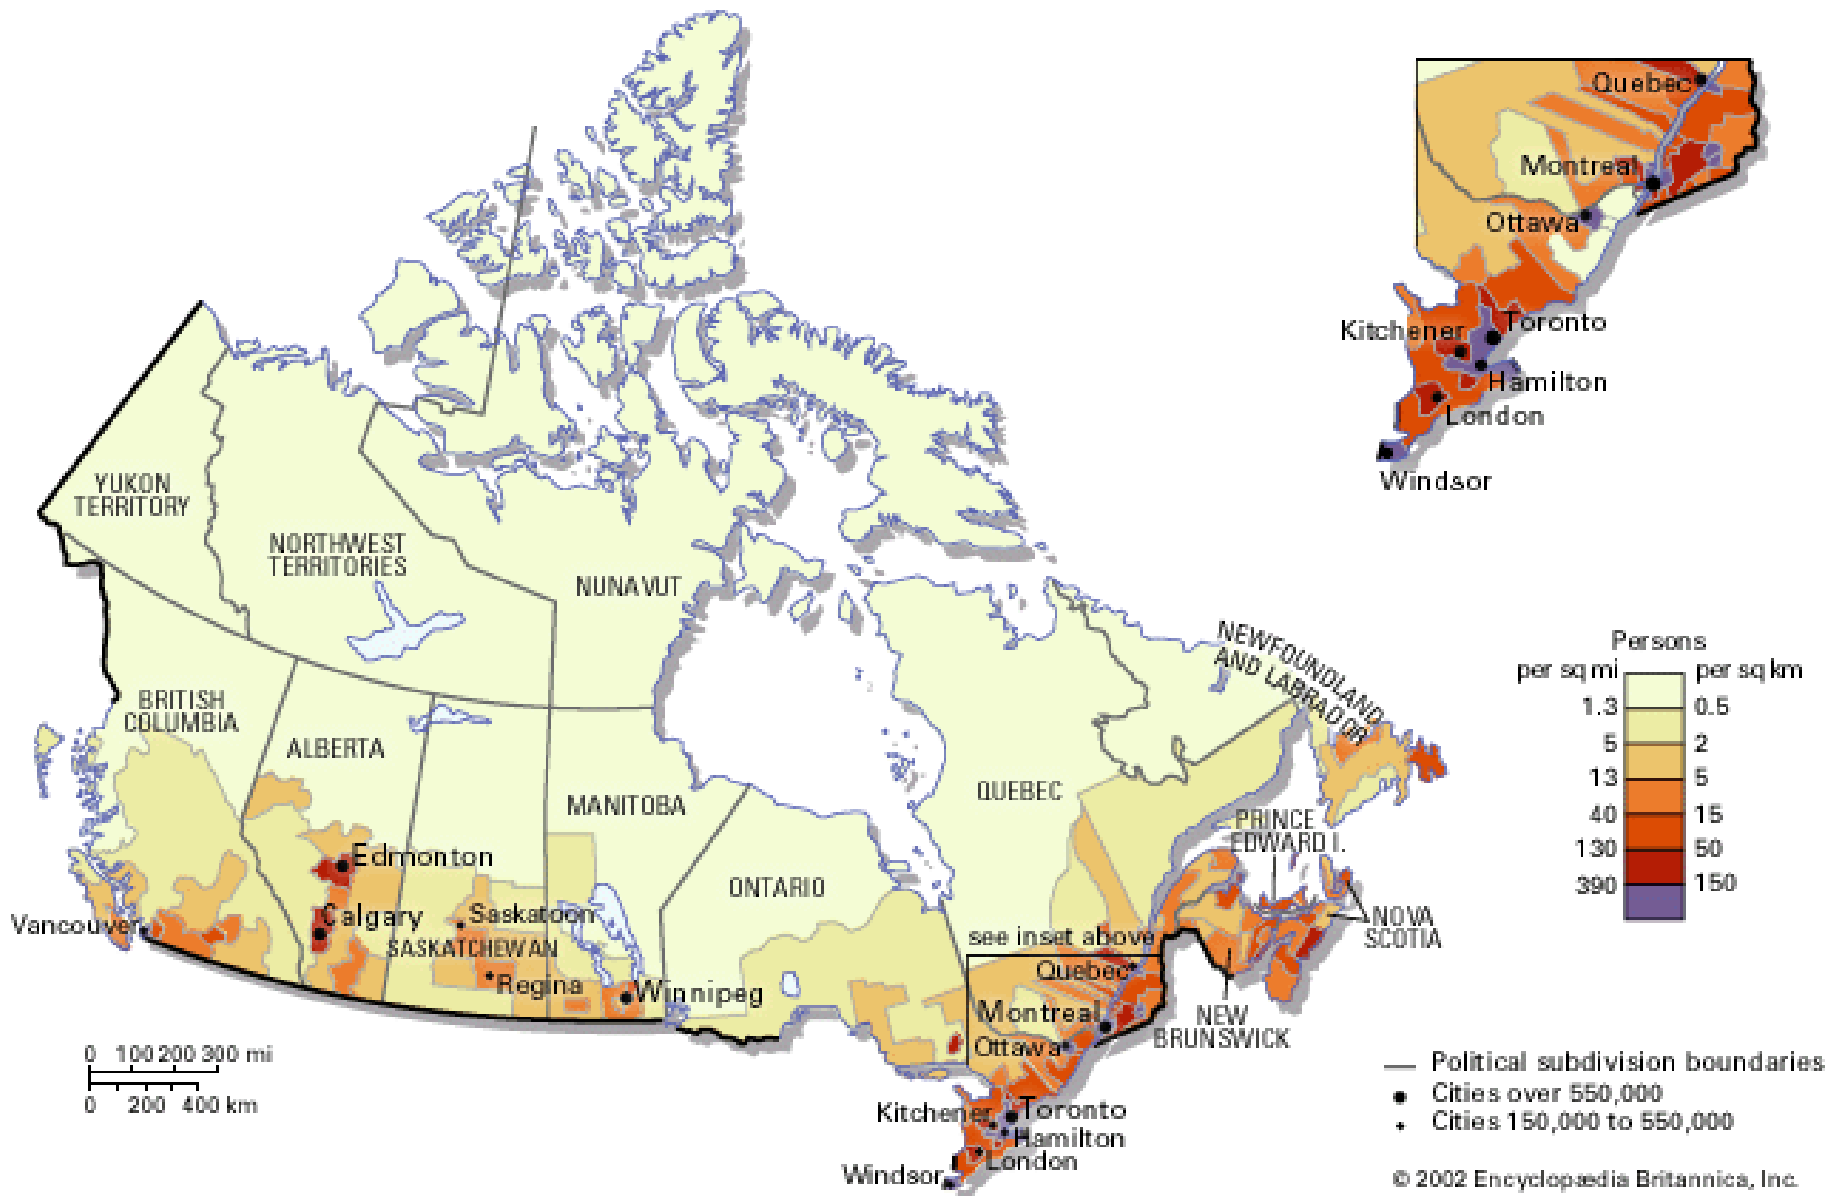 Quebec
Montreal
Ottawa
Kitchener
Toronto
Hamilton
London
Windsor
YUKON
TERRITORY
NORTHWEST
TERRITORIES
NUNAVUT
BRITISH
COLUMBIA
ALBERTA
MANITOBA
ONTARIO
QUEBEC
NEWFOUNDLAND
AND LABRADOR
PRINCE
EDWARD I.
Edmonton
Calgary
Saskatoon
SASKATCHEWAN
Regina
Winnipeg
Vancouver
see inset above
Quebec
Montreal
Ottawa
NOVA
SCOTIA
NEW
BRUNSWICK
Kitchener
Toronto
Hamilton
London
Windsor
Persons
per sq mi per sq km
1.3 0.5
5 2
13 5
40 15
130 50
390 150
0 100 200 300 mi
0 200 400 km
Political subdivision boundaries
Cities over 550,000
Cities 150,000 to 550,000
© 2002 Encyclopædia Britannica, Inc.